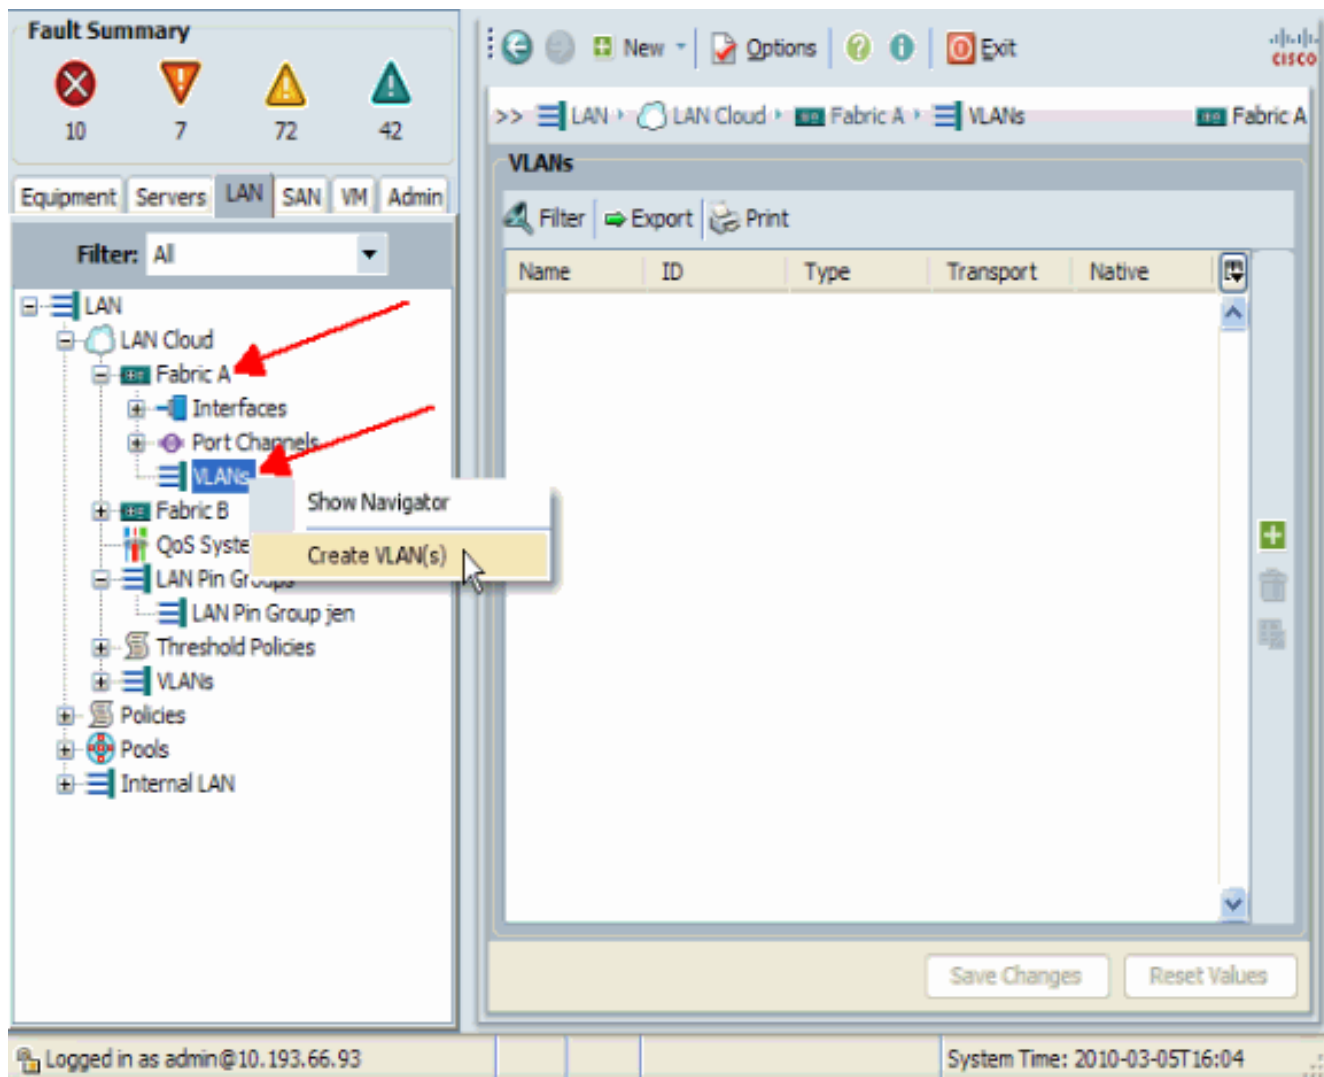 Fault Summary
10 7 72 42
Equipment Servers LAN SAN VM Admin
Filter: All
LAN
LAN Cloud
Fabric A
Interfaces
Port Channels
VLANs
Fabric B
QoS Syste
LAN Pin Groups
LAN Pin Group jen
Threshold Policies
VLANs
Policies
Pools
Internal LAN
Show Navigator
Create VLAN(s)
New Options ? i Exit
CISCO
>> LAN LAN Cloud Fabric A VLANs Fabric A
VLANs
Filter Export Print
Name ID Type Transport Native
Save Changes Reset Values
Logged in as admin@10.193.66.93 System Time: 2010-03-05T16:04